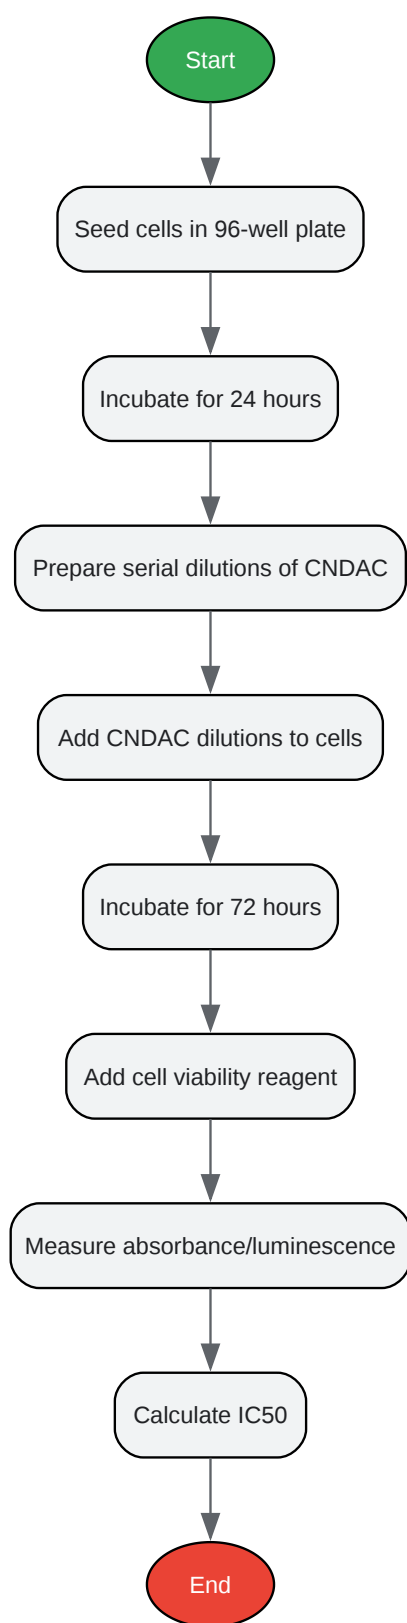 Start
Seed cells in 96-well plate
Incubate for 24 hours
Prepare serial dilutions of CNDAC
Add CNDAC dilutions to cells
Incubate for 72 hours
Add cell viability reagent
Measure absorbance/luminescence
Calculate IC50
End